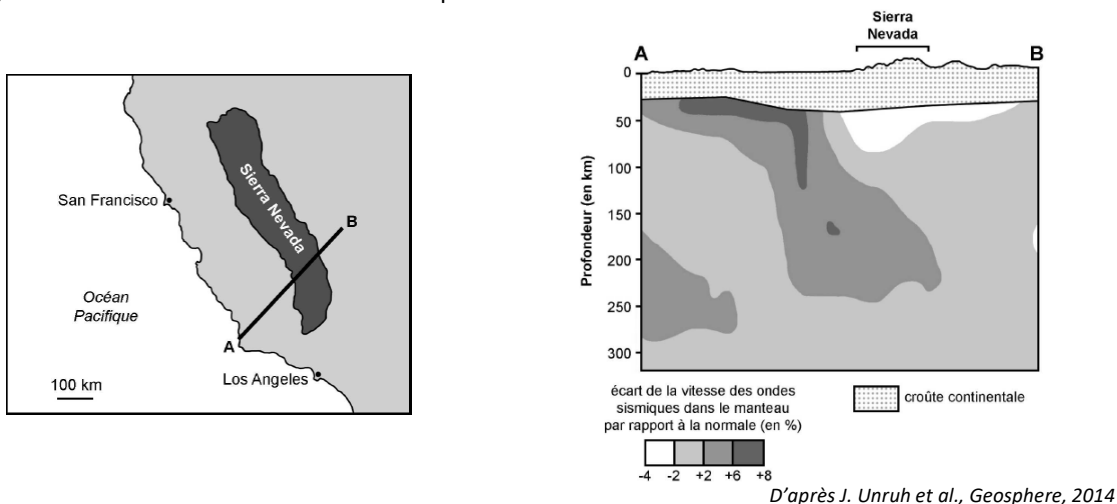 San Francisco
Sierra Nevada
B
Océan
Pacifique
A
Los Angeles
100 km
Sierra
Nevada
A
B
0
50
100
150
200
250
300
Profondeur (en km)
écart de la vitesse des ondes
sismiques dans le manteau
par rapport à la normale (en %)
-4 -2 +2 +6 +8
croûte continentale
D'après J. Unruh et al., Geosphere, 2014